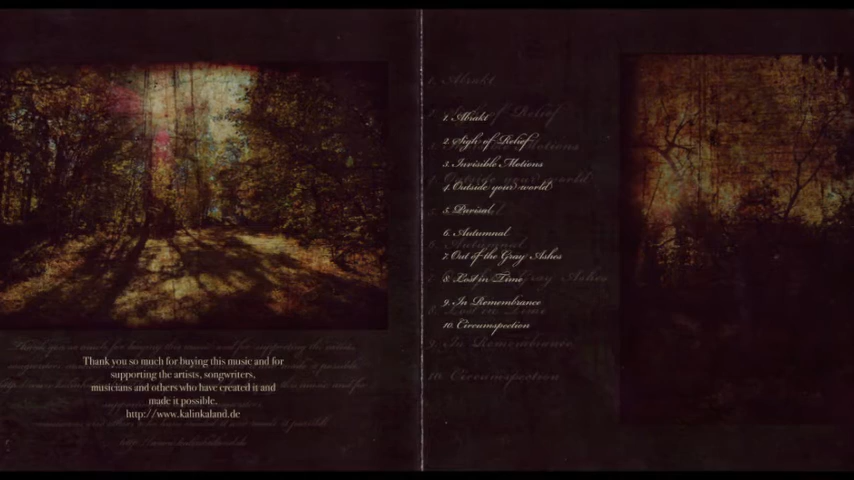 Thank you so much for buying this music and for
supporting the artists, songwriters,
musicians and others who have created it and
made it possible.
http://www.kalinkaland.de
1. Alrakt
2. Sigh of Relief
3. Invisible Motions
4. Outside your world
5. Parisal
6. Autumnal
7. Out of the Gray Ashes
8. Lost in Time
9. In Remembrance
10. Circumspection